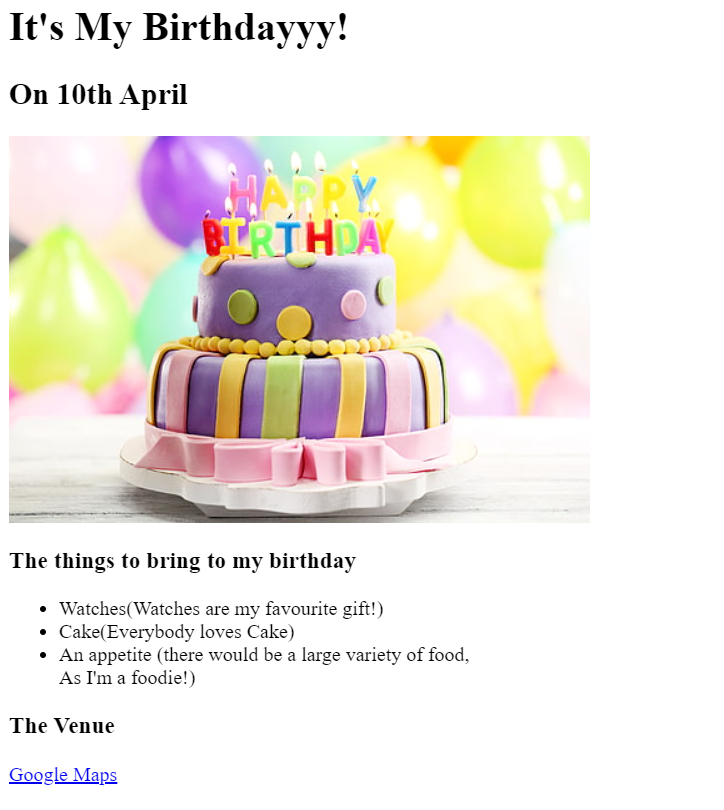 It's My Birthdayyy!
On 10th April
HAPPY
BIRTHDAY
The things to bring to my birthday
Watches(Watches are my favourite gift!)
Cake(Everybody loves Cake)
An appetite (there would be a large variety of food,
As I'm a foodie!)
The Venue
Google Maps